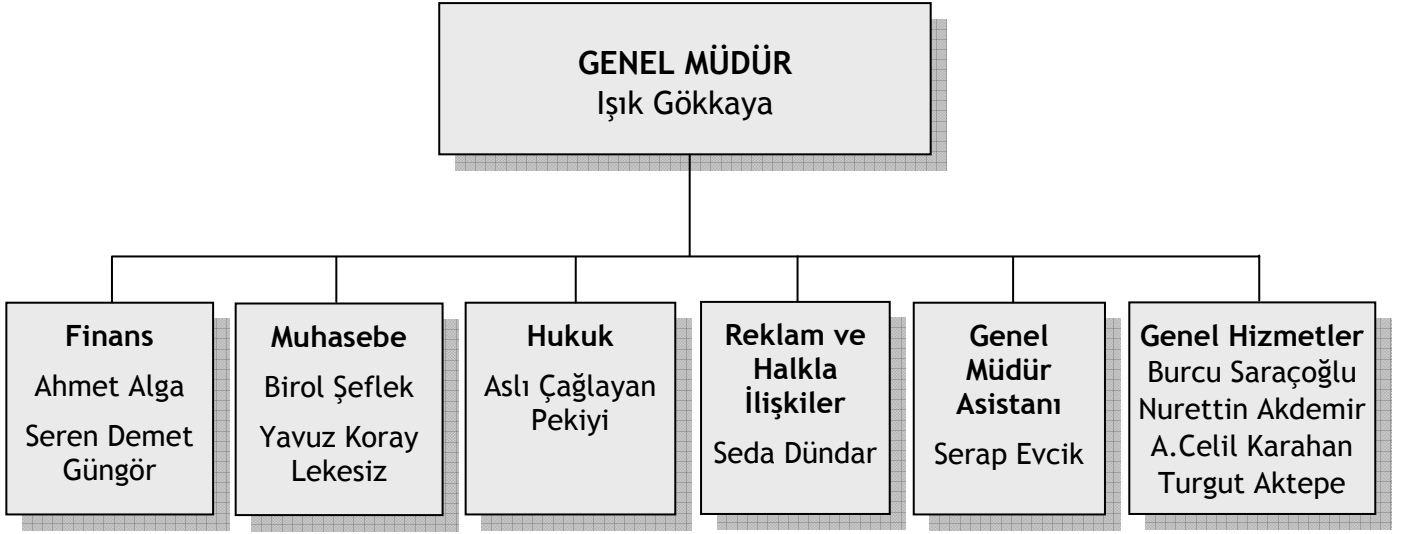 GENEL MÜDÜR
Işık Gökkaya
Finans
Ahmet Alga
Seren Demet
Güngör
Muhasebe
Birol Şeflek
Yavuz Koray
Lekesiz
Hukuk
Aslı Çağlayan
Pekiyi
Reklam ve
Halkla
İlişkiler
Seda Dündar
Genel
Müdür
Asistanı
Serap Evcik
Genel Hizmetler
Burcu Saraçoğlu
Nurettin Akdemir
A.Celil Karahan
Turgut Aktepe